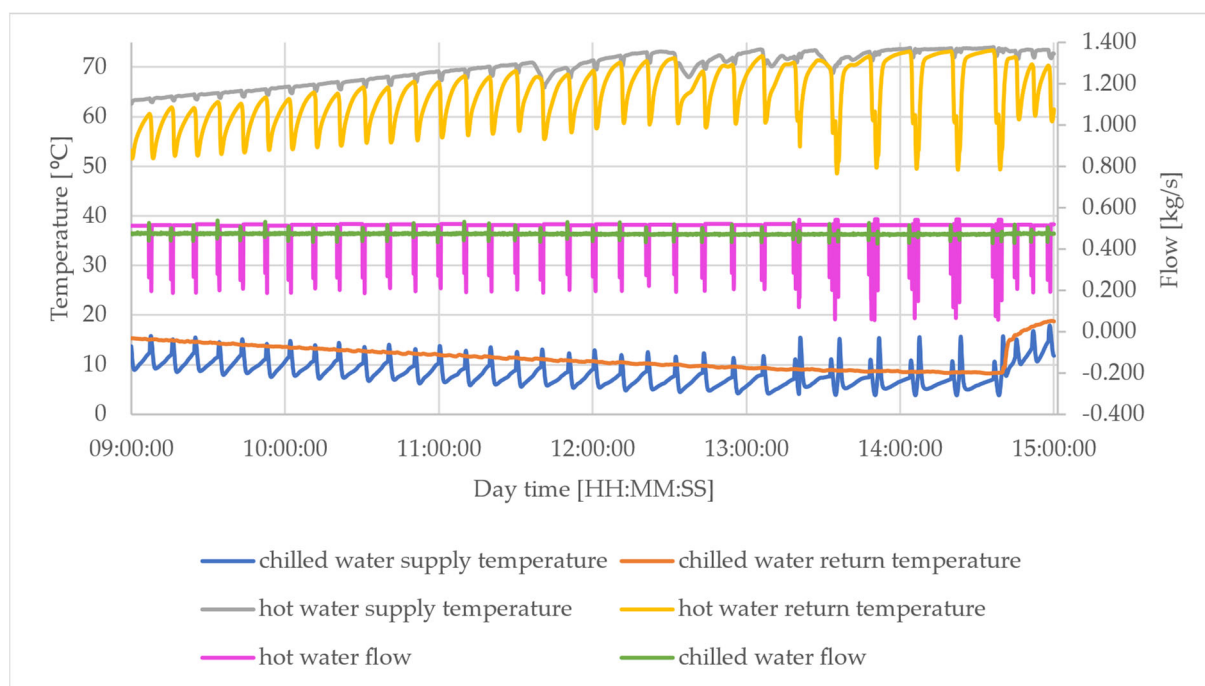 70
60
50
40
30
20
10
0
Temperature [ºC]
1.400
1.200
1.000
0.800
0.600
0.400
0.200
0.000
-0.200
-0.400
Flow [kg/s]
09:00:00 10:00:00 11:00:00 12:00:00 13:00:00 14:00:00 15:00:00
Day time [HH:MM:SS]
chilled water supply temperature chilled water return temperature
hot water supply temperature hot water return temperature
hot water flow chilled water flow